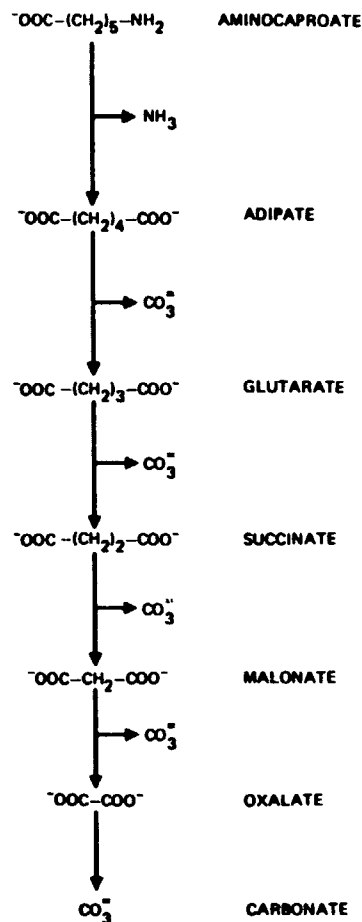 ⁻OOC-(CH₂)₅-NH₂ AMINOCAPROATE
NH₃
⁻OOC-(CH₂)₄-COO⁻ ADIPATE
CO₃⁼
⁻OOC-(CH₂)₃-COO⁻ GLUTARATE
CO₃⁼
⁻OOC-(CH₂)₂-COO⁻ SUCCINATE
CO₃⁼
⁻OOC-CH₂-COO⁻ MALONATE
CO₃⁼
⁻OOC-COO⁻ OXALATE
CO₃⁼ CARBONATE